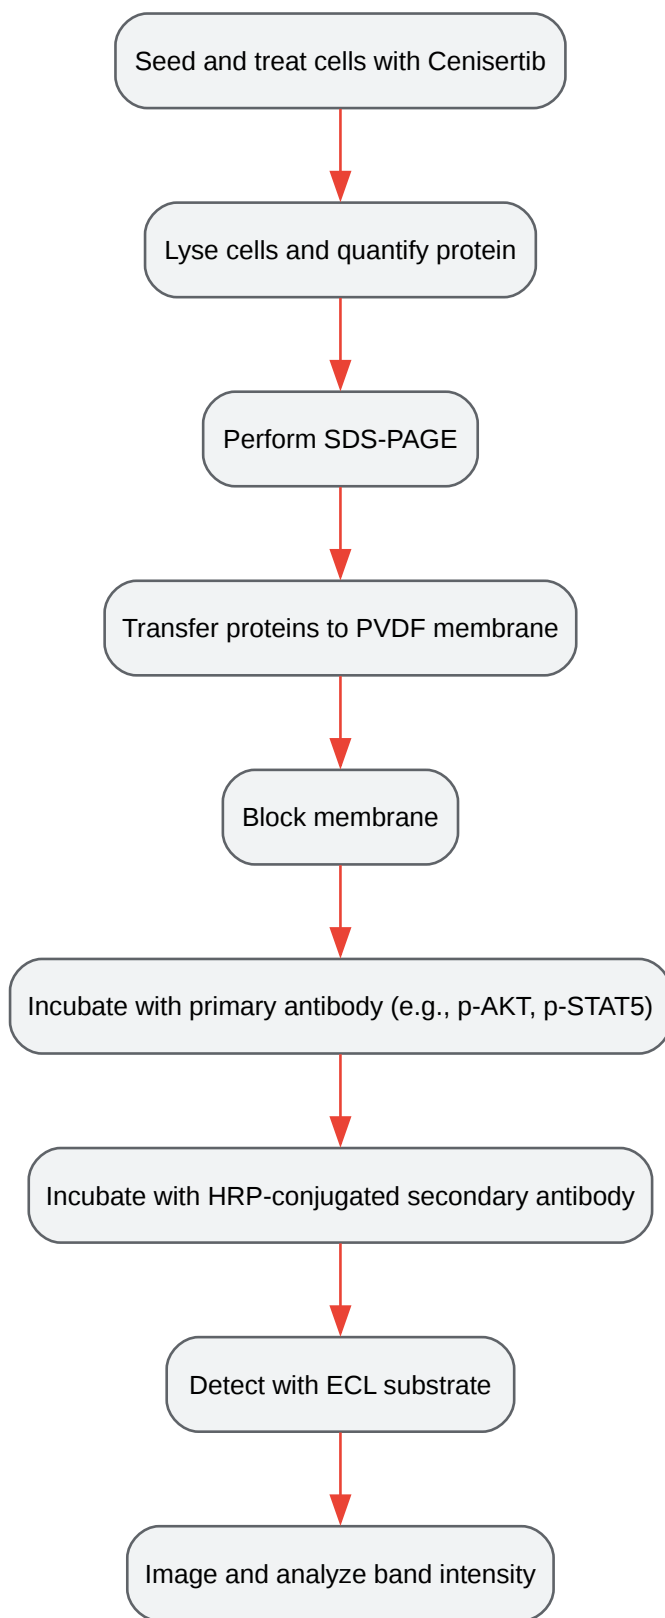 Seed and treat cells with Cenisertib
Lyse cells and quantify protein
Perform SDS-PAGE
Transfer proteins to PVDF membrane
Block membrane
Incubate with primary antibody (e.g., p-AKT, p-STAT5)
Incubate with HRP-conjugated secondary antibody
Detect with ECL substrate
Image and analyze band intensity